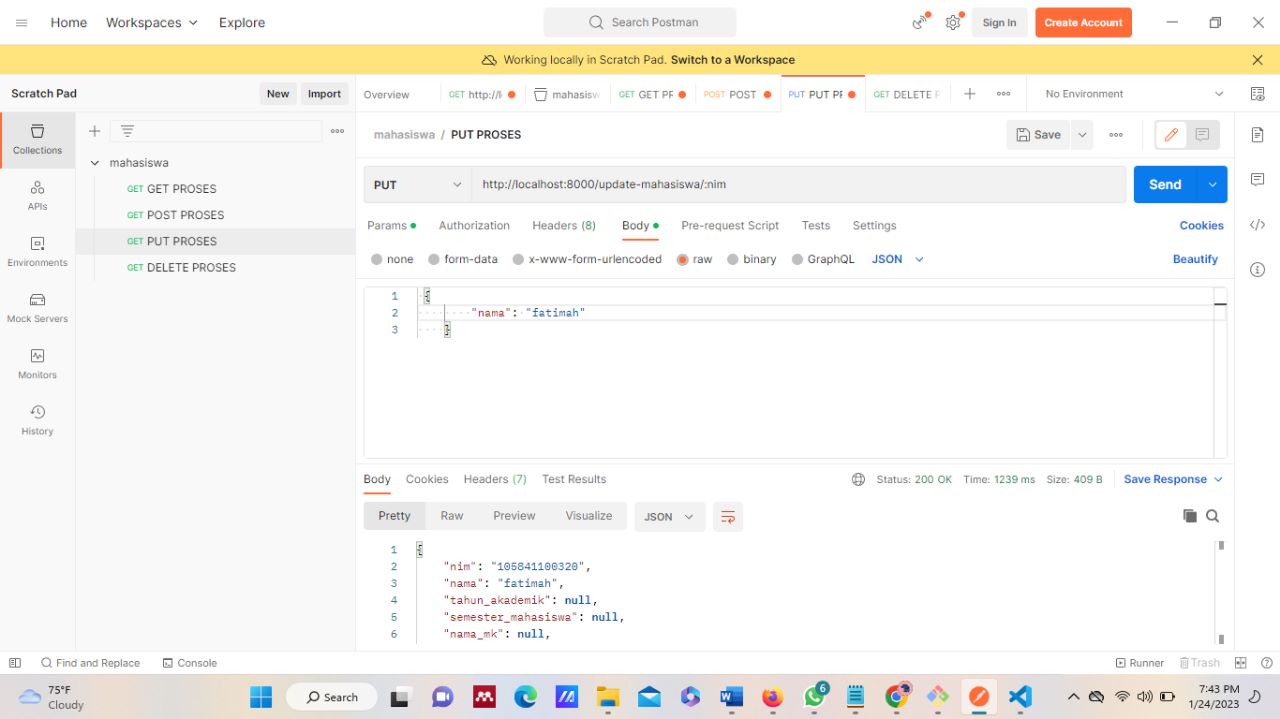 Home Workspaces Explore Search Postman Sign In Create Account
Working locally in Scratch Pad. Switch to a Workspace
Scratch Pad New Import Overview GET http://l mahasisw GET GET PF POST POST PUT PUT PF DELETE No Environment
mahasiswa / PUT PROSES Save
Collections
mahasiswa
GET GET PROSES
GET POST PROSES
GET PUT PROSES
GET DELETE PROSES
APIs
Environments
Mock Servers
Monitors
History
PUT http://localhost:8000/update-mahasiswa/:nim Send
Params Authorization Headers (8) Body Pre-request Script Tests Settings Cookies
none form-data x-www-form-urlencoded raw binary GraphQL JSON Beautify
1 {
2 "nama": "fatimah"
3 }
Body Cookies Headers (7) Test Results Status: 200 OK Time: 1239 ms Size: 409 B Save Response
Pretty Raw Preview Visualize JSON
1 {
2 "nim": "105841100320",
3 "nama": "fatimah",
4 "tahun_akademik": null,
5 "semester_mahasiswa": null,
6 "nama_mk": null,
Find and Replace Console Runner Trash
75°F
Cloudy
Search
6
7:43 PM
1/24/2023